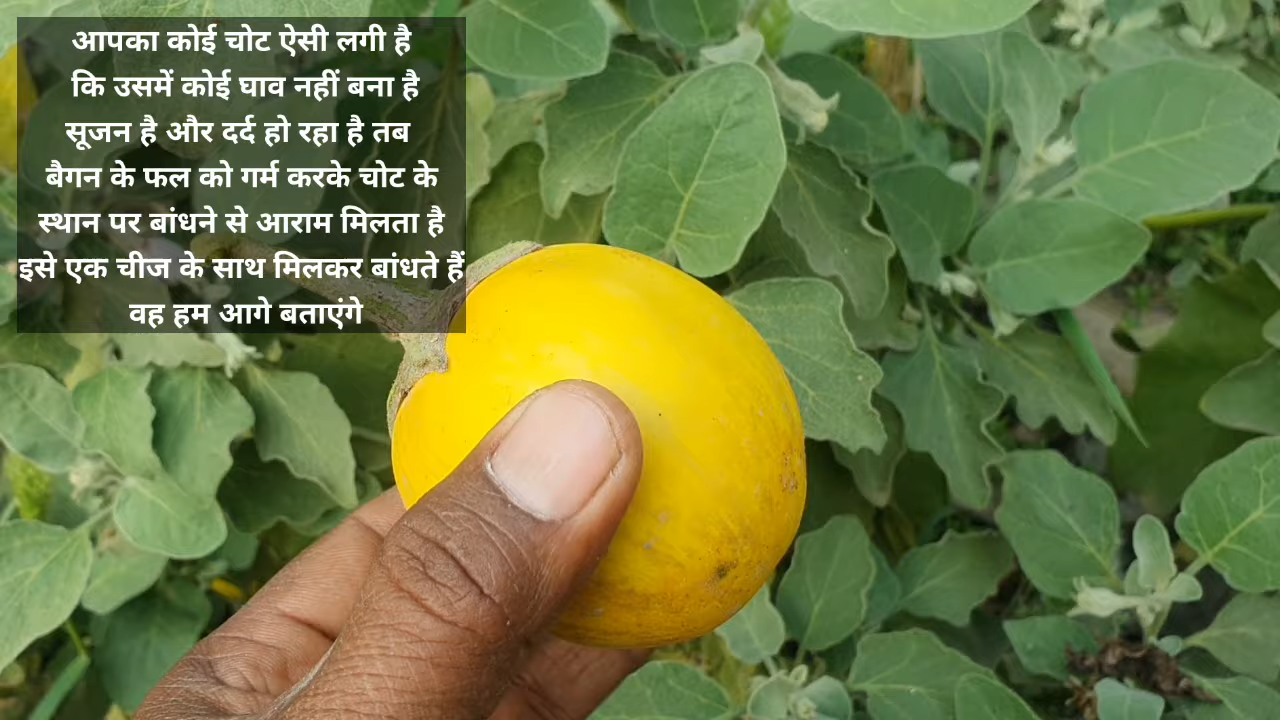 आपका कोई चोट ऐसी लगी है
कि उसमें कोई घाव नहीं बना है
सूजन है और दर्द हो रहा है तब
बैगन के फल को गर्म करके चोट के
स्थान पर बांधने से आराम मिलता है
इसे एक चीज के साथ मिलकर बांधते हैं
वह हम आगे बताएंगे